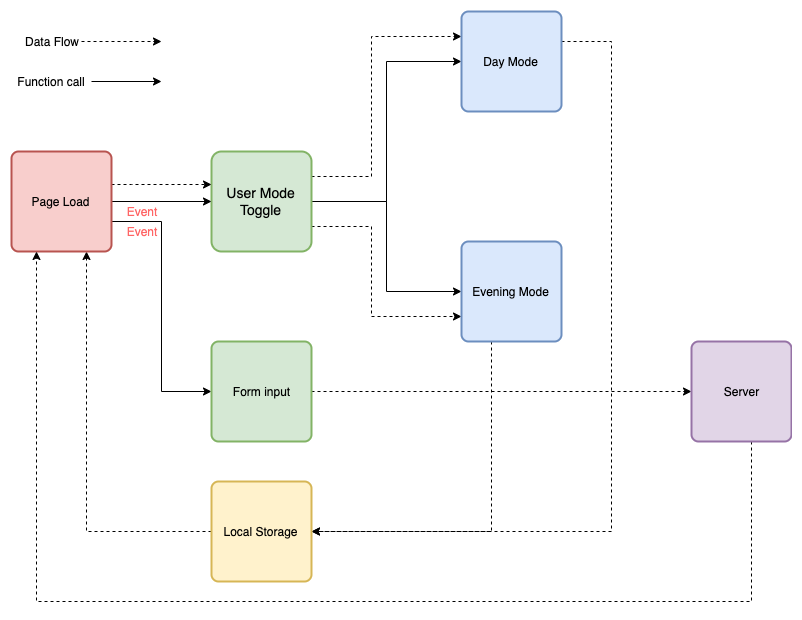 Data Flow
Function call
Day Mode
Page Load
User Mode
Toggle
Event
Event
Evening Mode
Form input
Server
Local Storage